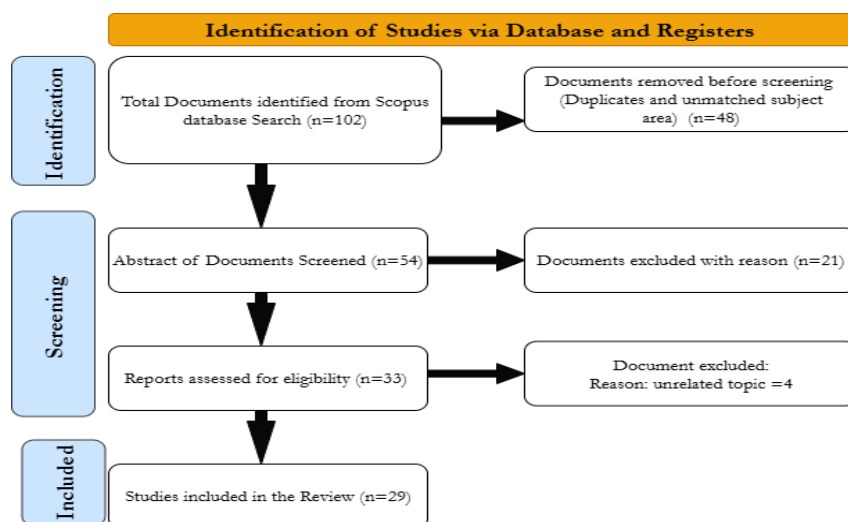 Identification of Studies via Database and Registers
Identification
Total Documents identified from Scopus
database Search (n=102)
Documents removed before screening
(Duplicates and unmatched subject
area) (n=48)
Screening
Abstract of Documents Screened (n=54)
Documents excluded with reason (n=21)
Reports assessed for eligibility (n=33)
Document excluded:
Reason: unrelated topic =4
Included
Studies included in the Review (n=29)